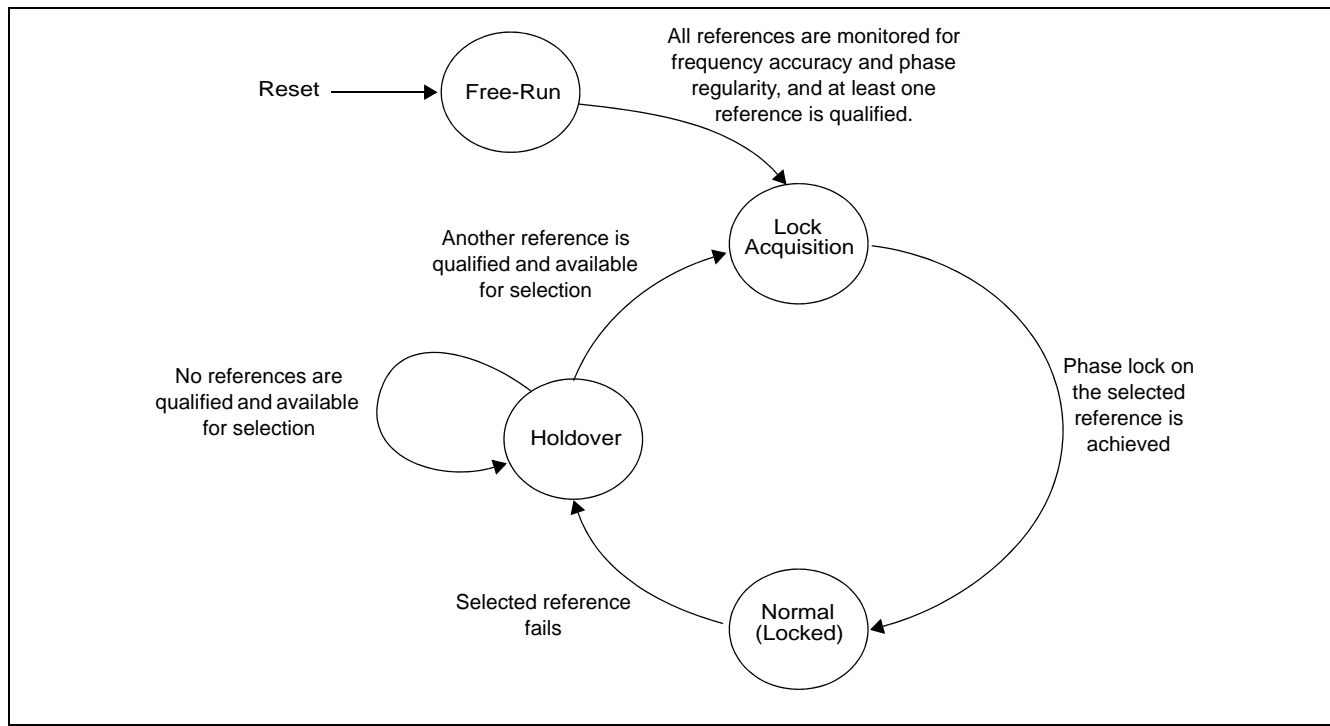 All references are monitored for
frequency accuracy and phase
regularity, and at least one
reference is qualified.
Reset
Free-Run
Lock
Acquisition
Another reference is
qualified and available
for selection
No references are
qualified and available
for selection
Holdover
Phase lock on
the selected
reference is
achieved
Selected reference
fails
Normal
(Locked)